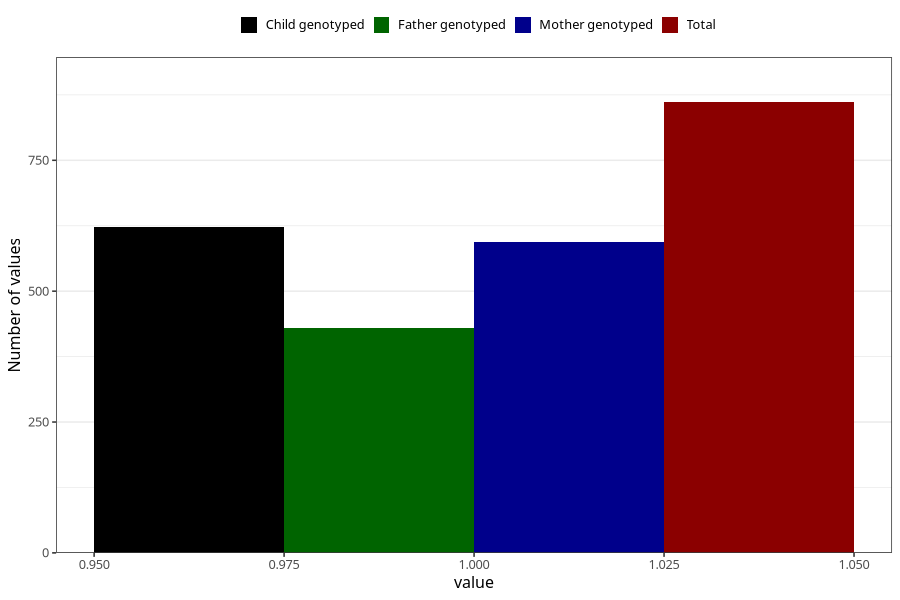 Child genotyped Father genotyped Mother genotyped Total
Number of values
750
500
250
0
0.950 0.975 1.000 1.025 1.050
value